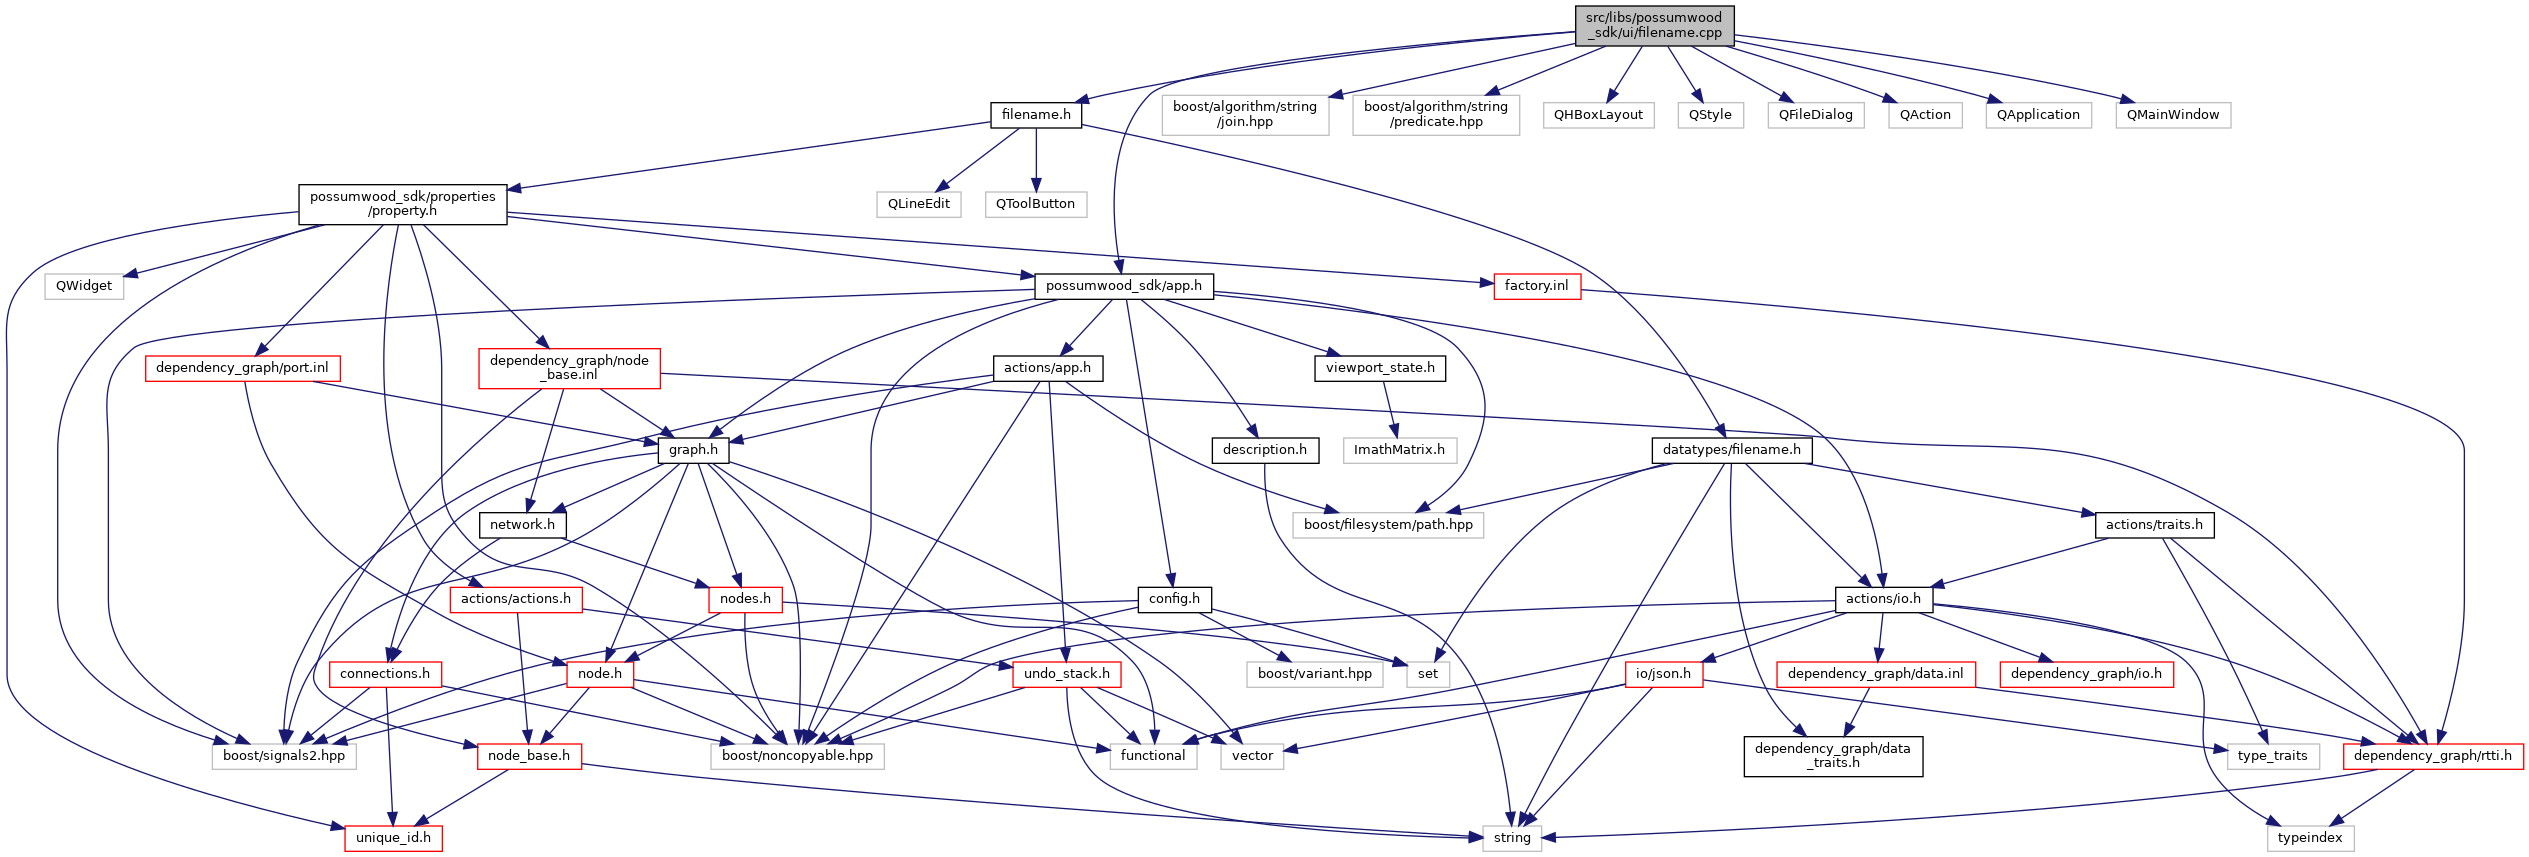 src/libs/possumwood
_sdk/ui/filename.cpp
filename.h
boost/algorithm/string
/join.hpp
boost/algorithm/string
/predicate.hpp
QHBoxLayout
QStyle
QFileDialog
QAction
QApplication
QMainWindow
possumwood_sdk/properties
/property.h
QLineEdit
QToolButton
QWidget
possumwood_sdk/app.h
factory.inl
dependency_graph/port.inl
dependency_graph/node
_base.inl
actions/app.h
viewport_state.h
graph.h
description.h
ImathMatrix.h
datatypes/filename.h
network.h
boost/filesystem/path.hpp
actions/traits.h
actions/actions.h
nodes.h
config.h
actions/io.h
connections.h
node.h
undo_stack.h
boost/variant.hpp
set
io/json.h
dependency_graph/data.inl
dependency_graph/io.h
boost/signals2.hpp
node_base.h
boost/noncopyable.hpp
functional
vector
dependency_graph/data
_traits.h
type_traits
dependency_graph/rtti.h
unique_id.h
string
typeindex